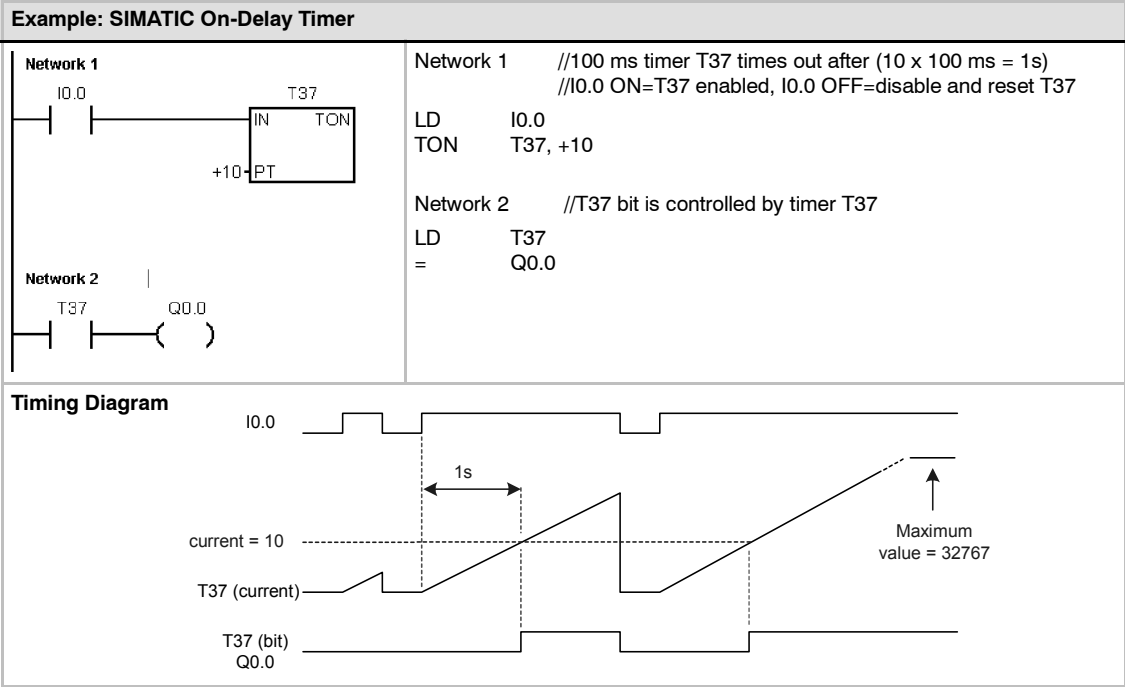 Example: SIMATIC On-Delay Timer
Network 1
I0.0
T37
IN TON
+10 PT
Network 2
T37 Q0.0
Network 1 //100 ms timer T37 times out after (10 x 100 ms = 1s)
//I0.0 ON=T37 enabled, I0.0 OFF=disable and reset T37
LD I0.0
TON T37, +10
Network 2 //T37 bit is controlled by timer T37
LD T37
= Q0.0
Timing Diagram
I0.0
1s
current = 10
Maximum
value = 32767
T37 (current)
T37 (bit)
Q0.0